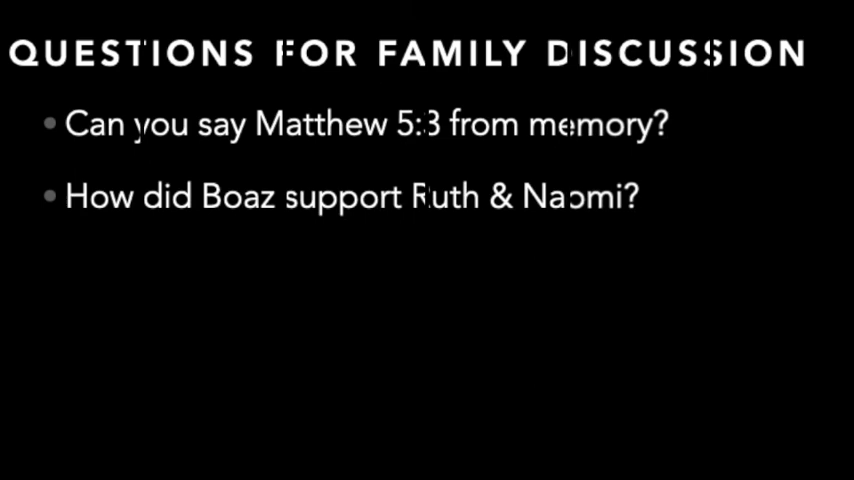 QUESTIONS FOR FAMILY DISCUSSION
• Can you say Matthew 5:3 from memory?
• How did Boaz support Ruth & Naomi?